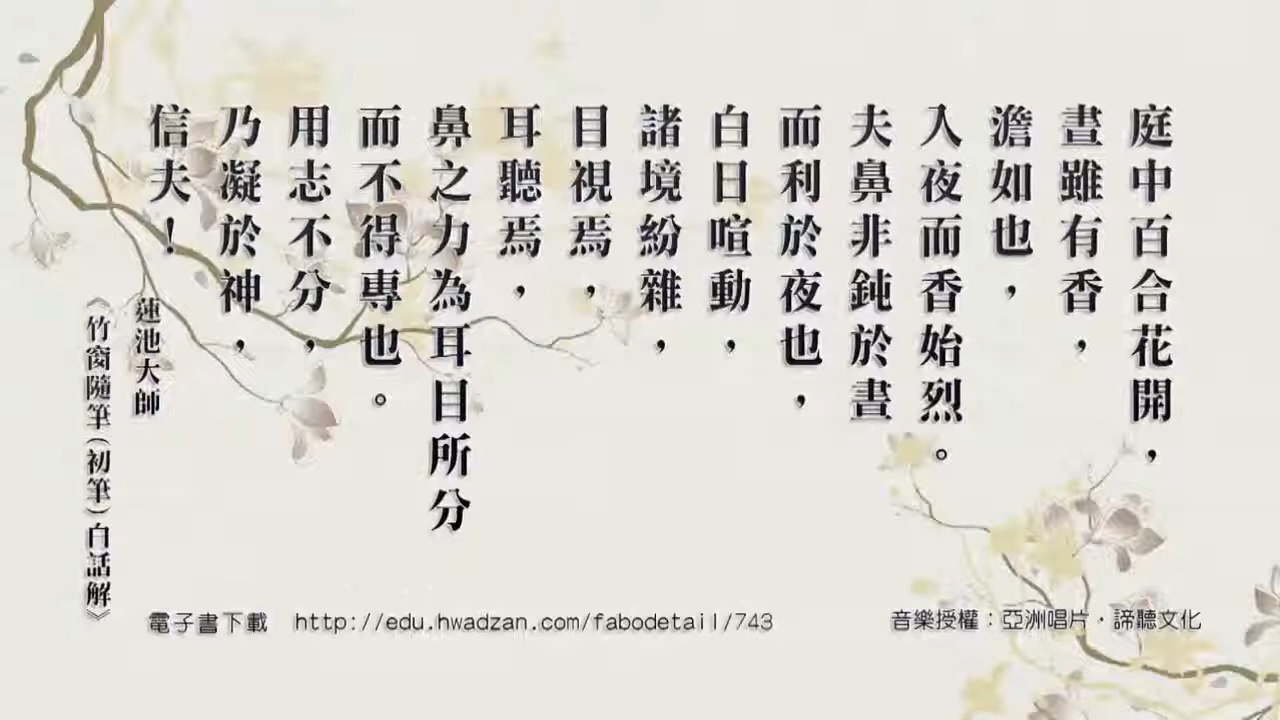 庭中百合花開，
晝雖有香，
澹如也，
入夜而香始烈。
夫鼻非鈍於晝
而利於夜也，
白日喧動，
諸境紛雜，
目視焉，
耳聽焉，
鼻之力為耳目所分
而不得專也。
用志不分，
乃凝於神，
信夫！
蓮池大師
《竹窗隨筆(初筆)白話解》
電子書下載 http://edu.hwadzan.com/fabodetail/743
音樂授權：亞洲唱片・諦聽文化